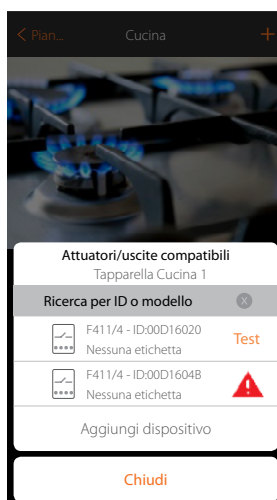 Pian... Cucina +
Attuatori/uscite compatibili
Tapparella Cucina 1
Ricerca per ID o modello
F411/4 - ID:00D16020
Nessuna etichetta
Test
F411/4 - ID:00D1604B
Nessuna etichetta
Aggiungi dispositivo
Chiudi